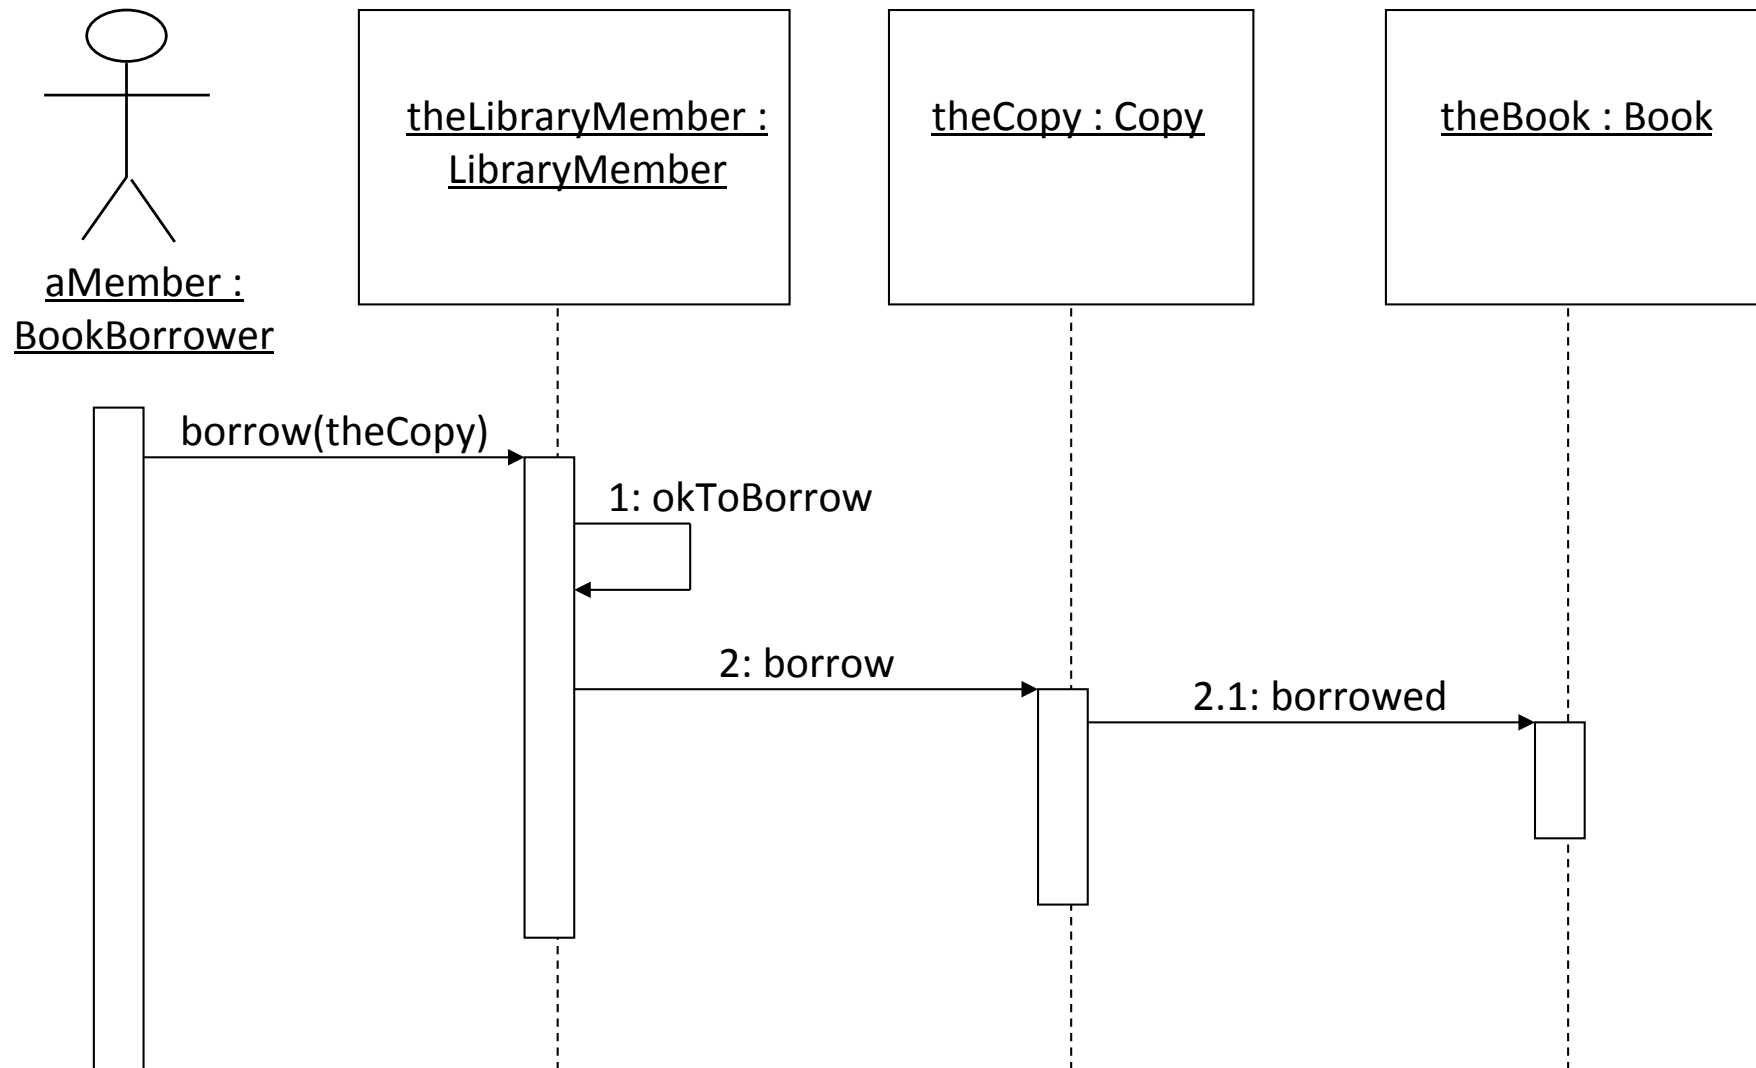 theLibraryMember :
LibraryMember
theCopy : Copy
theBook : Book
aMember :
BookBorrower
borrow(theCopy)
1: okToBorrow
2: borrow
2.1: borrowed